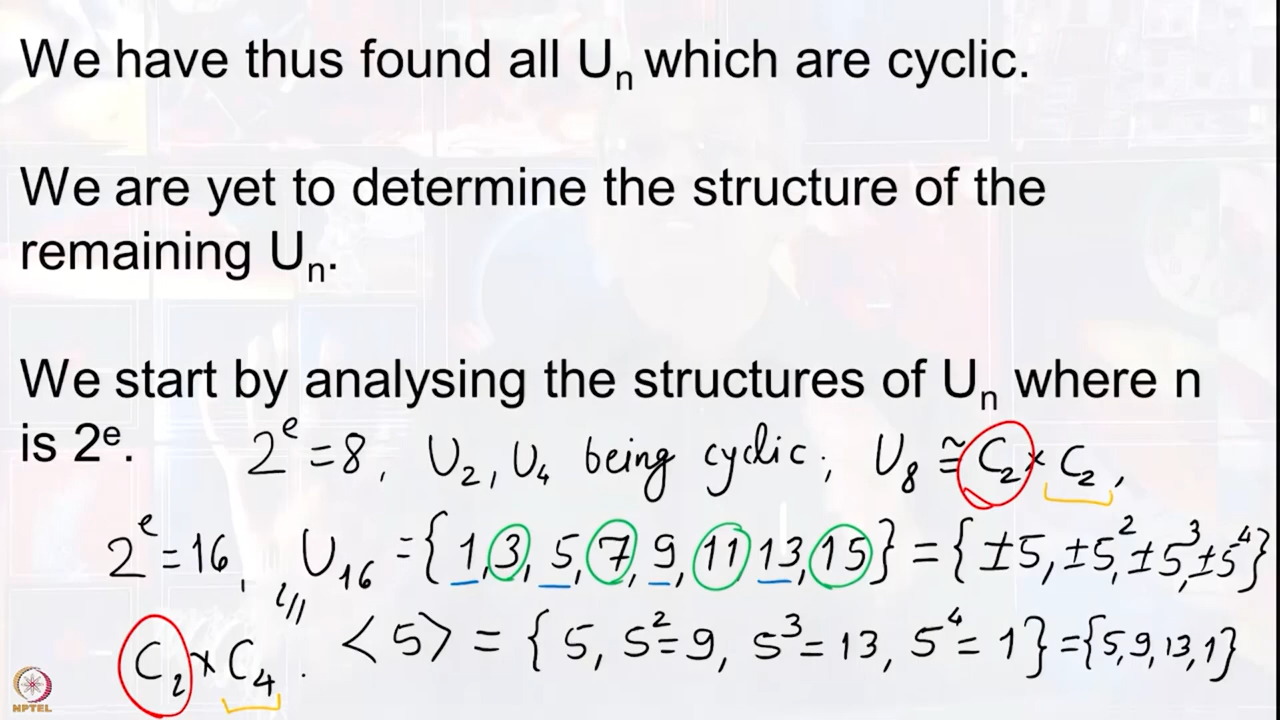 We have thus found all Uₙ which are cyclic.
We are yet to determine the structure of the
remaining Uₙ.
We start by analysing the structures of Uₙ where n
is 2ᵉ.
2ᵉ = 8, U₂, U₄ being cyclic; U₈ ≅ C₂ × C₂,
2ᵉ = 16, U₁₆ = {1, 3, 5, 7, 9, 11, 13, 15} = {±5, ±5², ±5³, ±5⁴}
C₂ × C₄. <5> = {5, 5² = 9, 5³ = 13, 5⁴ = 1} = {5, 9, 13, 1}
NPTEL